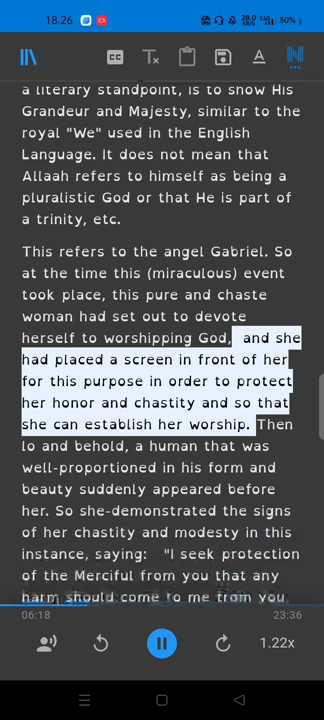 18.26
28.0
KB/S
30%
CC
a literary standpoint, is to show His
Grandeur and Majesty, similar to the
royal "We" used in the English
Language. It does not mean that
Allaah refers to himself as being a
pluralistic God or that He is part of
a trinity, etc.
This refers to the angel Gabriel. So
at the time this (miraculous) event
took place, this pure and chaste
woman had set out to devote
herself to worshipping God, and she
had placed a screen in front of her
for this purpose in order to protect
her honor and chastity and so that
she can establish her worship. Then
lo and behold, a human that was
well-proportioned in his form and
beauty suddenly appeared before
her. So she-demonstrated the signs
of her chastity and modesty in this
instance, saying: "I seek protection
of the Merciful from you that any
harm should come to me from you
06:18
23:36
1.22x